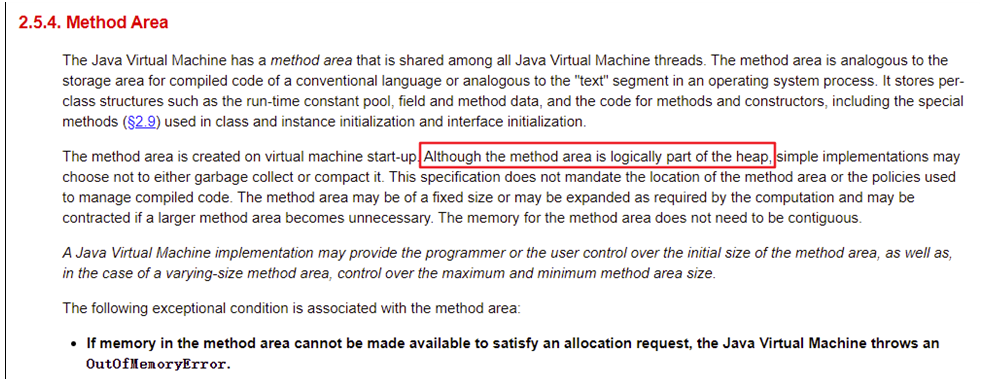 2.5.4. Method Area
The Java Virtual Machine has a method area that is shared among all Java Virtual Machine threads. The method area is analogous to the
storage area for compiled code of a conventional language or analogous to the "text" segment in an operating system process. It stores per-
class structures such as the run-time constant pool, field and method data, and the code for methods and constructors, including the special
methods (§2.9) used in class and instance initialization and interface initialization.
The method area is created on virtual machine start-up. Although the method area is logically part of the heap, simple implementations may
choose not to either garbage collect or compact it. This specification does not mandate the location of the method area or the policies used
to manage compiled code. The method area may be of a fixed size or may be expanded as required by the computation and may be
contracted if a larger method area becomes unnecessary. The memory for the method area does not need to be contiguous.
A Java Virtual Machine implementation may provide the programmer or the user control over the initial size of the method area, as well as,
in the case of a varying-size method area, control over the maximum and minimum method area size.
The following exceptional condition is associated with the method area:
• If memory in the method area cannot be made available to satisfy an allocation request, the Java Virtual Machine throws an
OutOfMemoryError.